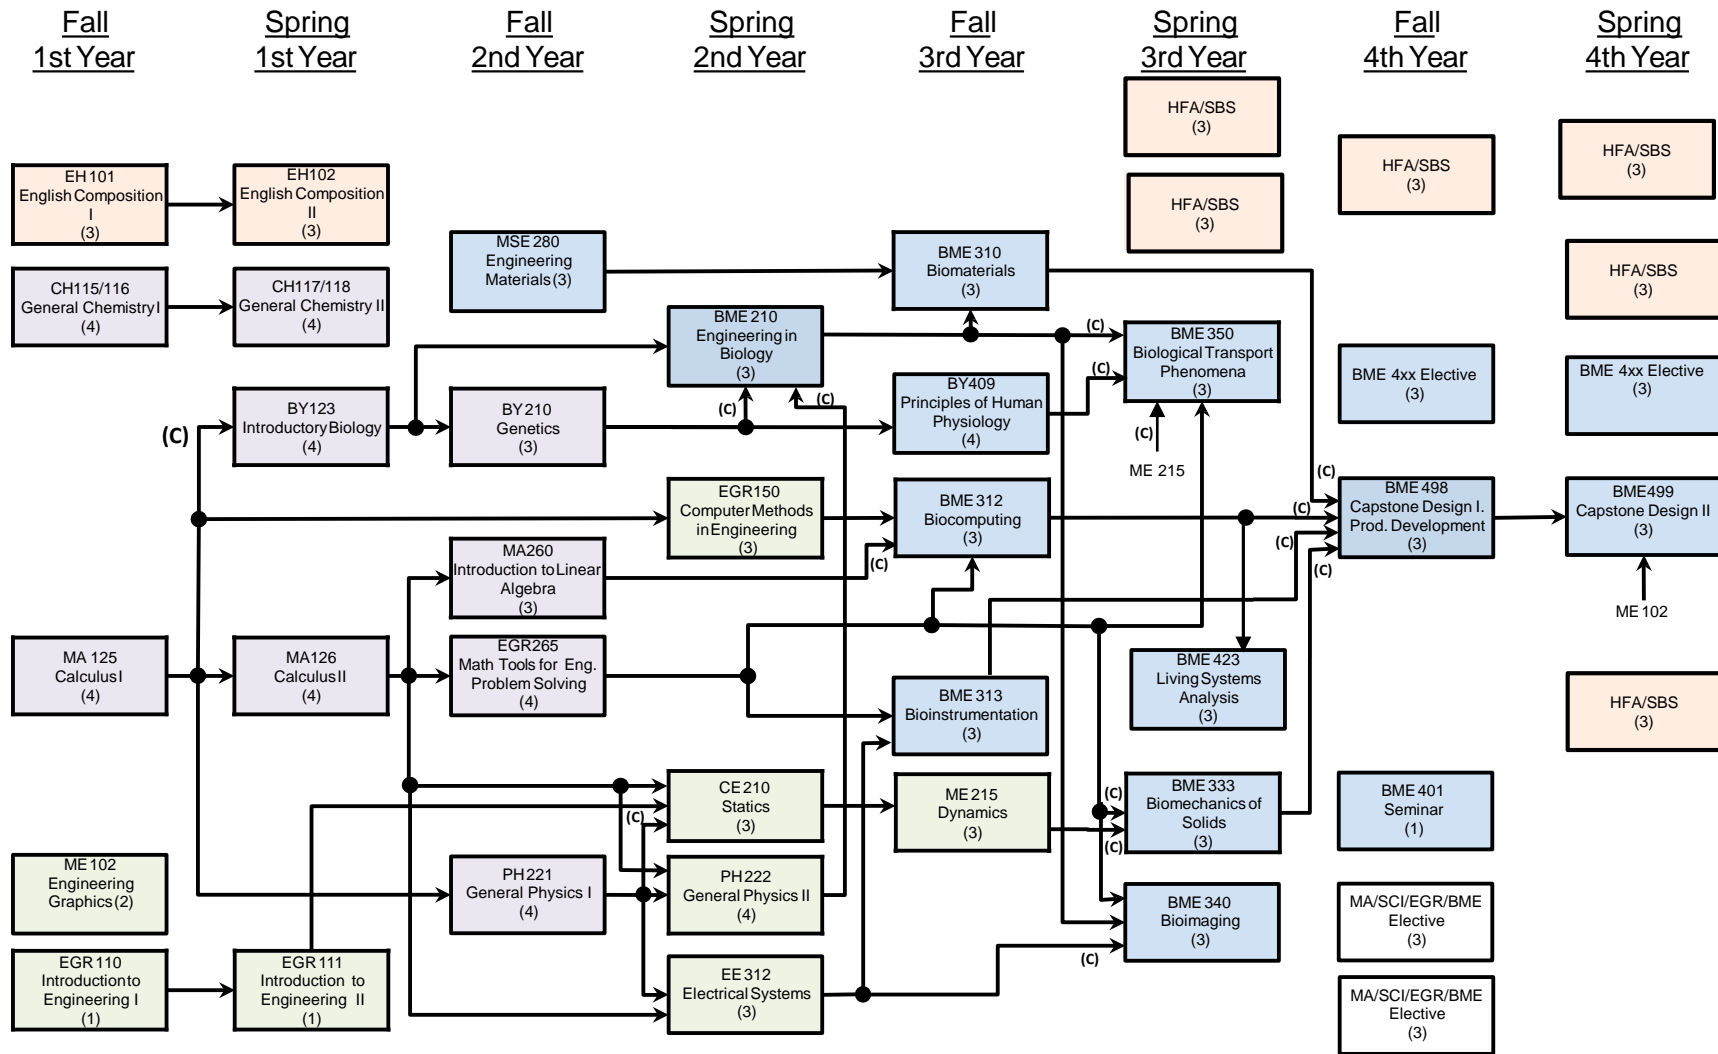 Fall
1st Year
Spring
1st Year
Fall
2nd Year
Spring
2nd Year
Fall
3rd Year
Spring
3rd Year
Fall
4th Year
Spring
4th Year
EH 101
English Composition
I
(3)
CH115/116
General Chemistry I
(4)
MA 125
Calculus I
(4)
ME 102
Engineering
Graphics (2)
EGR 110
Introduction to
Engineering I
(1)
(C)
EH102
English Composition
II
(3)
CH117/118
General Chemistry II
(4)
BY123
Introductory Biology
(4)
MA126
Calculus II
(4)
EGR 111
Introduction to
Engineering II
(1)
MSE 280
Engineering
Materials (3)
BY 210
Genetics
(3)
MA260
Introduction to Linear
Algebra
(3)
EGR265
Math Tools for Eng.
Problem Solving
(4)
PH 221
General Physics I
(4)
BME 210
Engineering in
Biology
(3)
(C)
(C)
EGR150
Computer Methods
in Engineering
(3)
CE 210
Statics
(3)
(C)
PH 222
General Physics II
(4)
EE 312
Electrical Systems
(3)
BME 310
Biomaterials
(3)
BY409
Principles of Human
Physiology
(4)
BME 312
Biocomputing
(3)
(C)
BME 313
Bioinstrumentation
(3)
ME 215
Dynamics
(3)
HFA/SBS
(3)
HFA/SBS
(3)
(C)
BME 350
Biological Transport
Phenomena
(3)
(C)
(C)
ME 215
BME 423
Living Systems
Analysis
(3)
(C)
BME 333
Biomechanics of
Solids
(3)
(C)
BME 340
Bioimaging
(3)
(C)
HFA/SBS
(3)
BME 4xx Elective
(3)
(C)
(C)
(C)
(C)
BME 498
Capstone Design I.
Prod. Development
(3)
BME 401
Seminar
(1)
MA/SCI/EGR/BME
Elective
(3)
MA/SCI/EGR/BME
Elective
(3)
HFA/SBS
(3)
HFA/SBS
(3)
BME 4xx Elective
(3)
BME499
Capstone Design II
(3)
ME 102
HFA/SBS
(3)